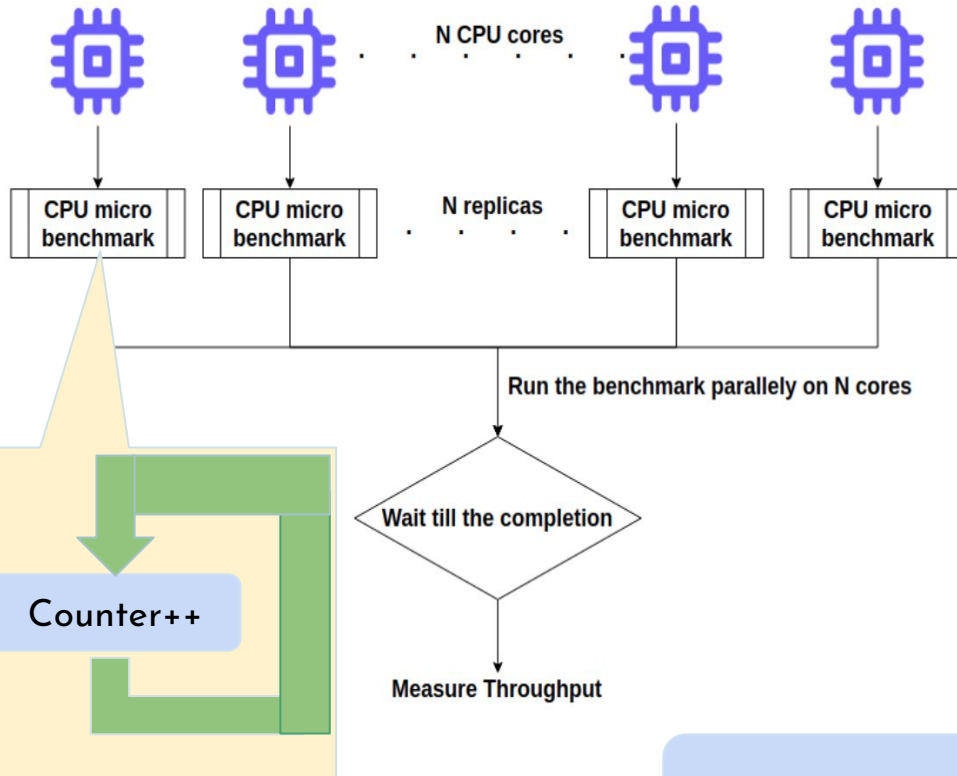 N CPU cores
CPU micro
benchmark
CPU micro
benchmark
N replicas
CPU micro
benchmark
CPU micro
benchmark
Run the benchmark parallely on N cores
Wait till the completion
Counter++
Measure Throughput